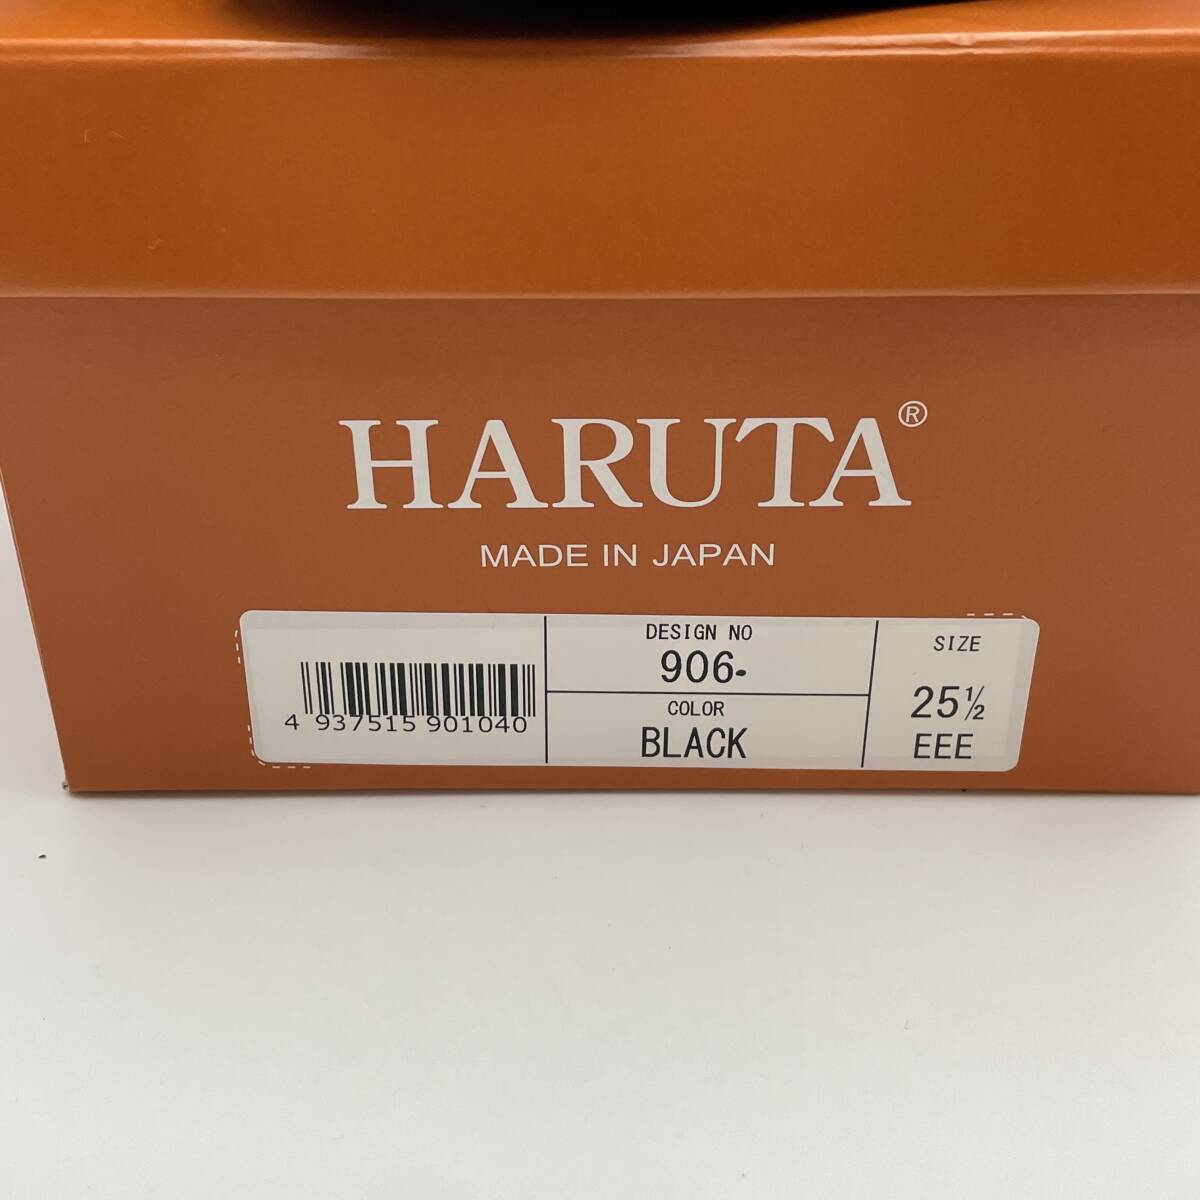 HARUTA®
MADE IN JAPAN
4 937515 901040
DESIGN NO
906-
COLOR
BLACK
SIZE
25½
EEE